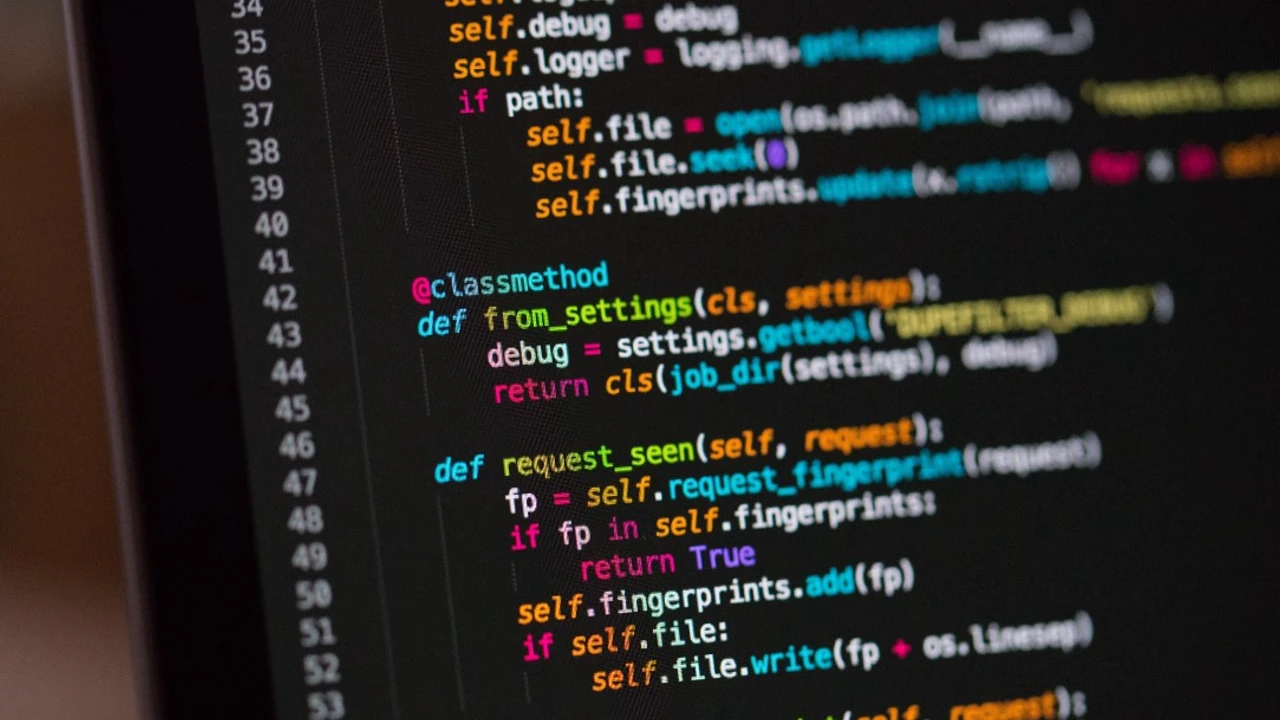 34 
35 self.debug = debug
36 self.logger = logging.getLogger(__name__)
37 if path:
38 self.file = open(os.path.join(path, 'requests.seen
39 self.file.seek(0)
40 self.fingerprints.update(x.rstrip() for x in self
41
42 @classmethod
43 def from_settings(cls, settings):
44 debug = settings.getbool('DUPEFILTER_DEBUG')
45 return cls(job_dir(settings), debug)
46
47 def request_seen(self, request):
48 fp = self.request_fingerprint(request)
49 if fp in self.fingerprints:
50 return True
51 self.fingerprints.add(fp)
52 if self.file:
53 self.file.write(fp + os.linesep)
(self, request):